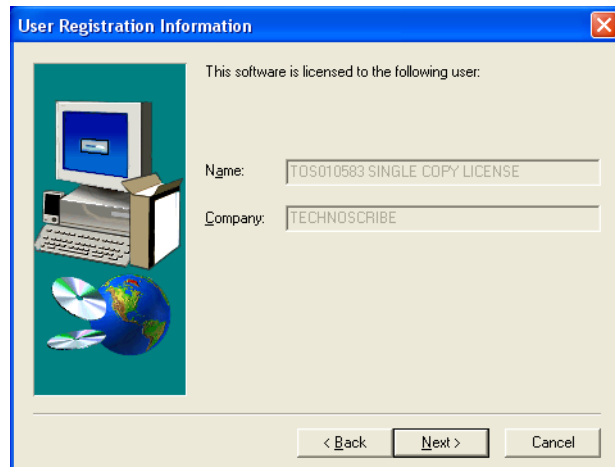 User Registration Information
This software is licensed to the following user:
Name: TOS010583 SINGLE COPY LICENSE
Company: TECHNOSCRIBE
< Back Next > Cancel